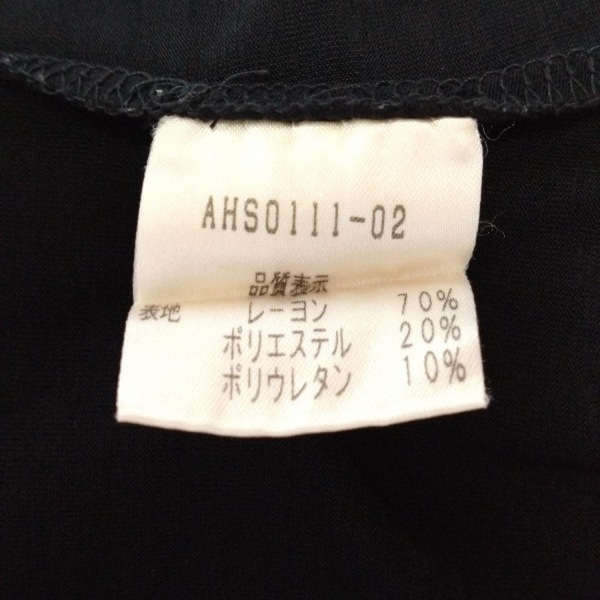 AHS0111-02
品質表示
表地 レーヨン 70%
ポリエステル 20%
ポリウレタン 10%